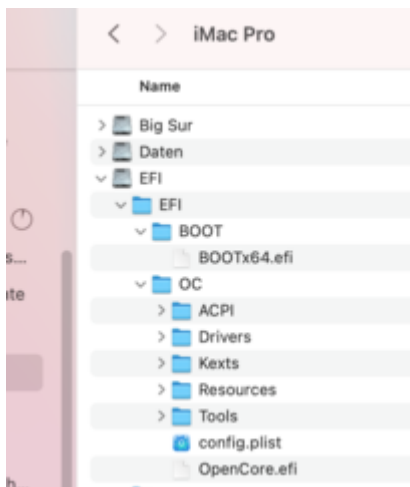 iMac Pro
Name
Big Sur
Daten
EFI
EFI
BOOT
BOOTx64.efi
OC
ACPI
Drivers
Kexts
Resources
Tools
config.plist
OpenCore.efi